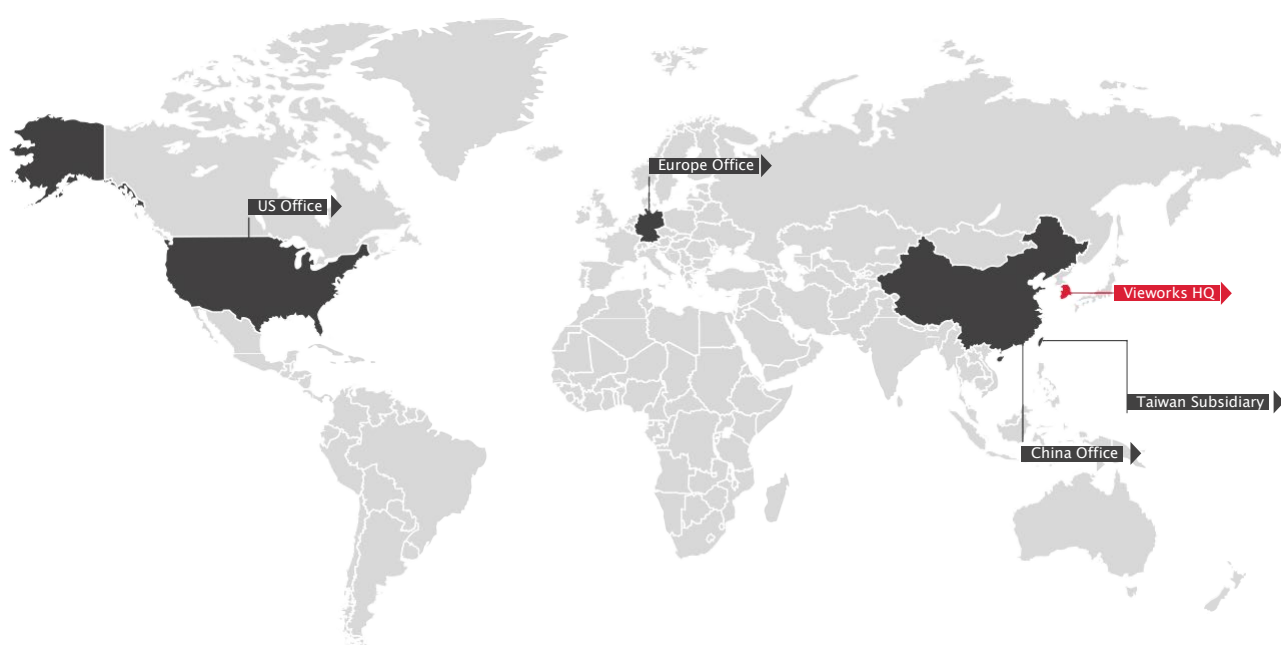 Europe Office
US Office
Vieworks HQ
Taiwan Subsidiary
China Office